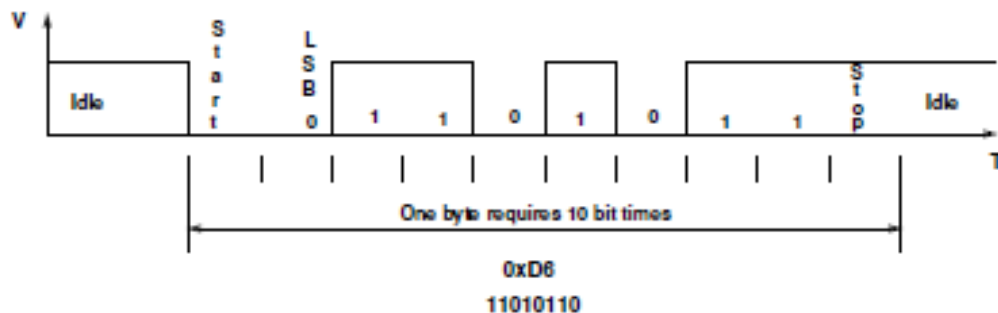 V
Start
LSB
Idle
0 1 1 0 1 0 1 1
Stop
Idle
T
One byte requires 10 bit times
0xD6
11010110